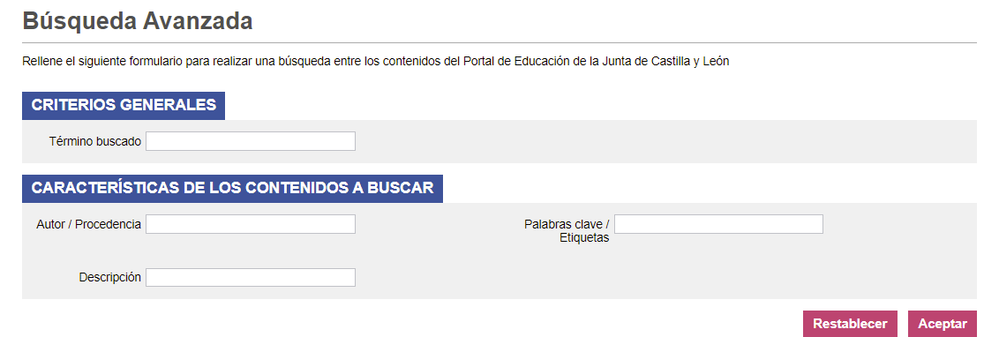 Búsqueda Avanzada
Rellene el siguiente formulario para realizar una búsqueda entre los contenidos del Portal de Educación de la Junta de Castilla y León
CRITERIOS GENERALES
Término buscado
CARACTERÍSTICAS DE LOS CONTENIDOS A BUSCAR
Autor / Procedencia
Palabras clave /
Etiquetas
Descripción
Restablecer
Aceptar